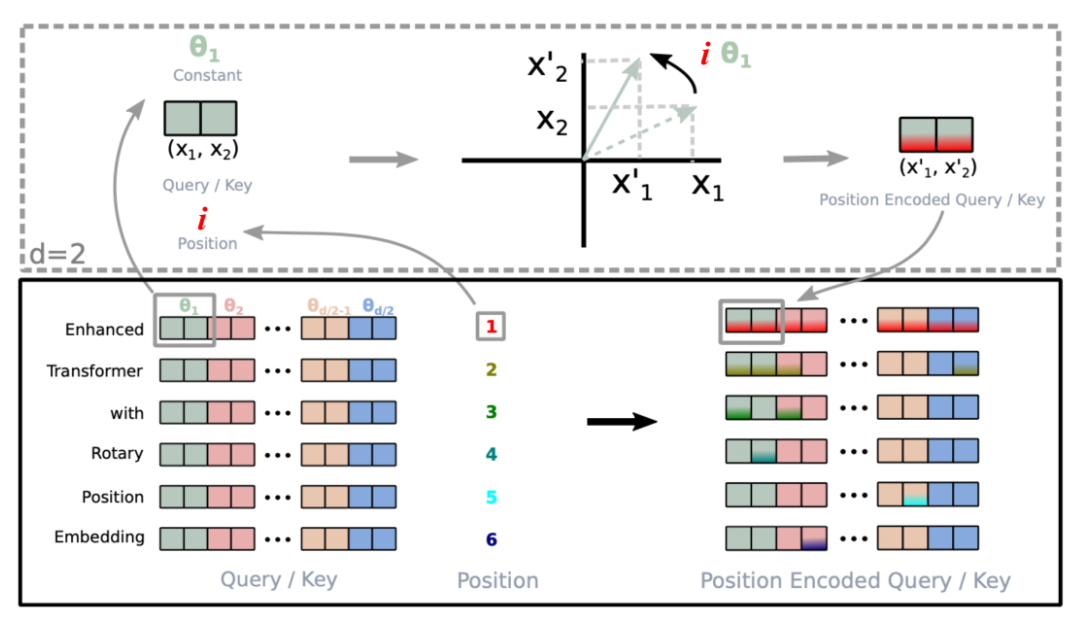 θ1
Constant
(x1, x2)
Query / Key
i
Position
d=2
x'2
x2
x'1
x1
i θ1
(x'1, x'2)
Position Encoded Query / Key
θ1 θ2 θd/2-1 θd/2
Enhanced 1
Transformer 2
with 3
Rotary 4
Position 5
Embedding 6
Query / Key Position Position Encoded Query / Key